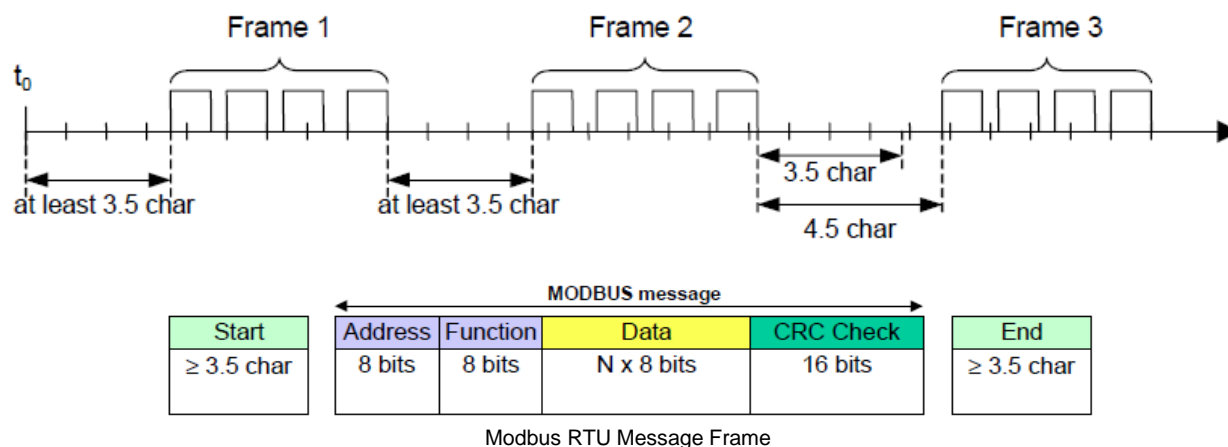 Frame 1 Frame 2 Frame 3
t0
at least 3.5 char at least 3.5 char 3.5 char
4.5 char
MODBUS message
Start Address Function Data CRC Check End
≥ 3.5 char 8 bits 8 bits N x 8 bits 16 bits ≥ 3.5 char
Modbus RTU Message Frame